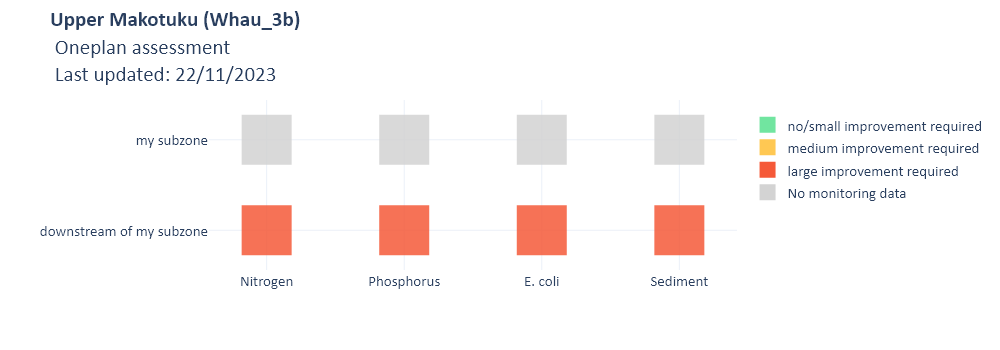 Upper Makotuku (Whau_3b)
Oneplan assessment
Last updated: 22/11/2023
my subzone
downstream of my subzone
Nitrogen
Phosphorus
E. coli
Sediment
no/small improvement required
medium improvement required
large improvement required
No monitoring data